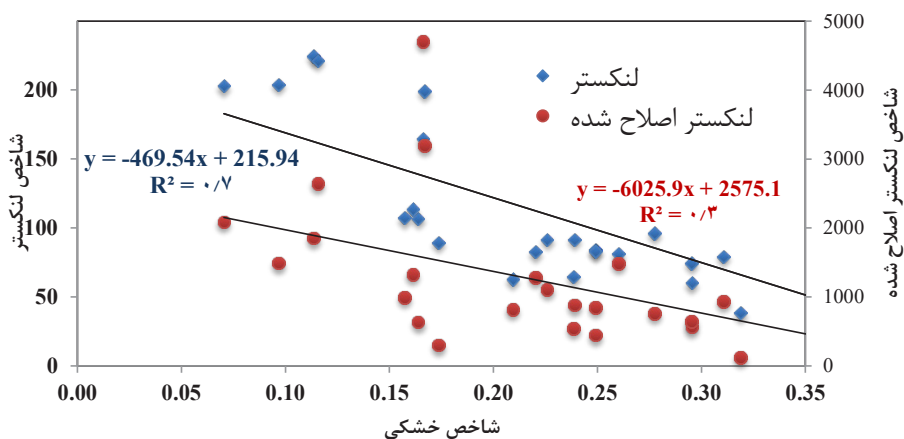 5000
4000
3000
2000
1000
0
شاخص لنکستر اصلاح شده
200
150
100
50
0
شاخص لنکستر
لنکستر
لنکستر اصلاح شده
y = -469.54x + 215.94
R² = ۰/۷
y = -6025.9x + 2575.1
R² = ۰/۳
0.00 0.05 0.10 0.15 0.20 0.25 0.30 0.35
شاخص خشکی